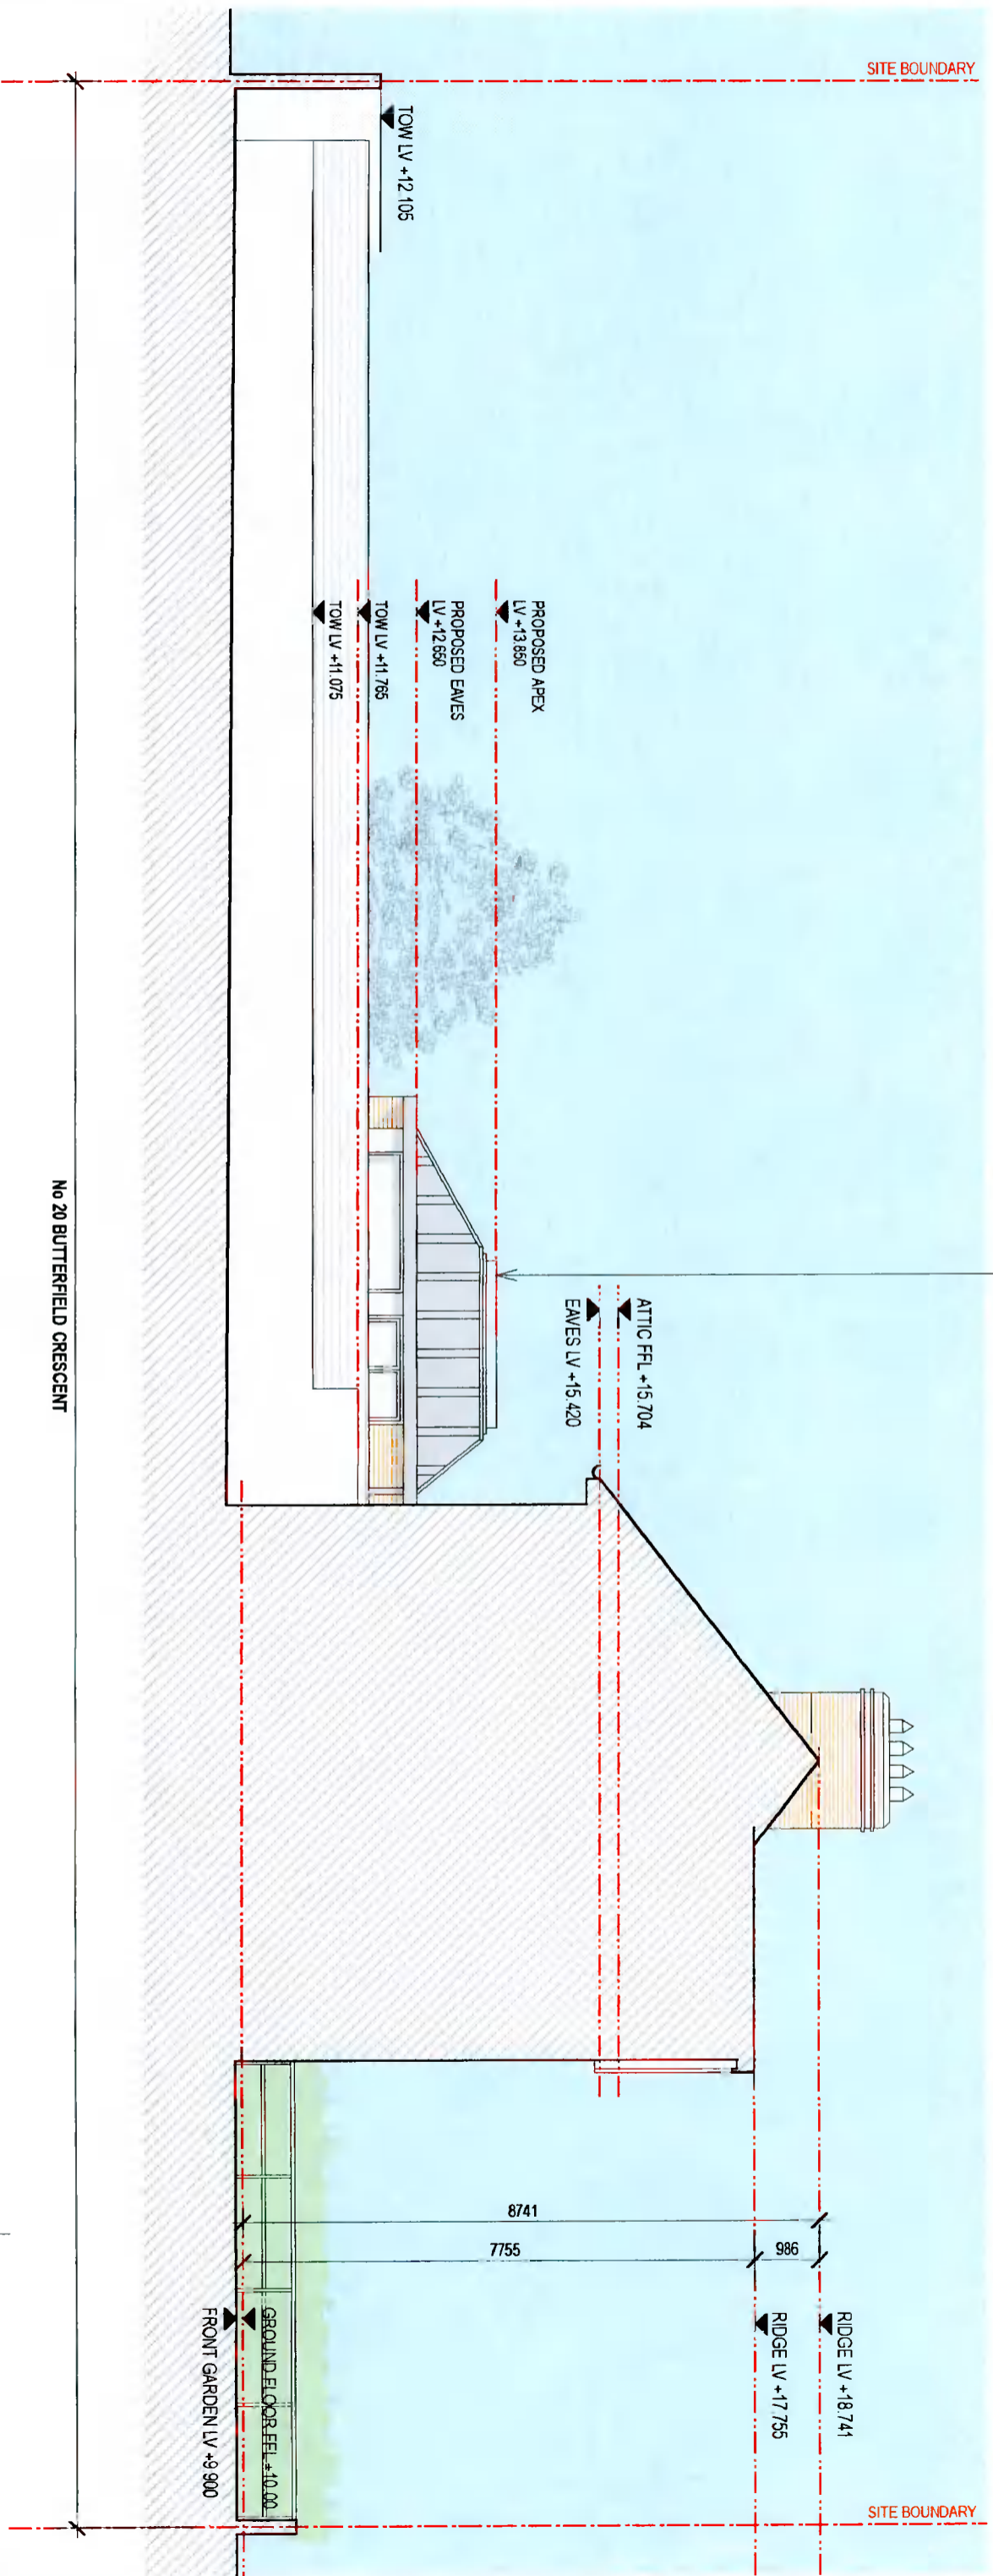 SITE BOUNDARY
TOW LV +12.105
PROPOSED APEX
LV +13.850
PROPOSED EAVES
LV +12.650
TOW LV +11.765
TOW LV +11.075
ATTIC FFL +15.704
EAVES LV +15.420
No 20 BUTTERFIELD CRESCENT
8741
7755
986
RIDGE LV +18.741
RIDGE LV +17.755
GROUND FLOOR FFL +10.00
FRONT GARDEN LV +9.900
SITE BOUNDARY